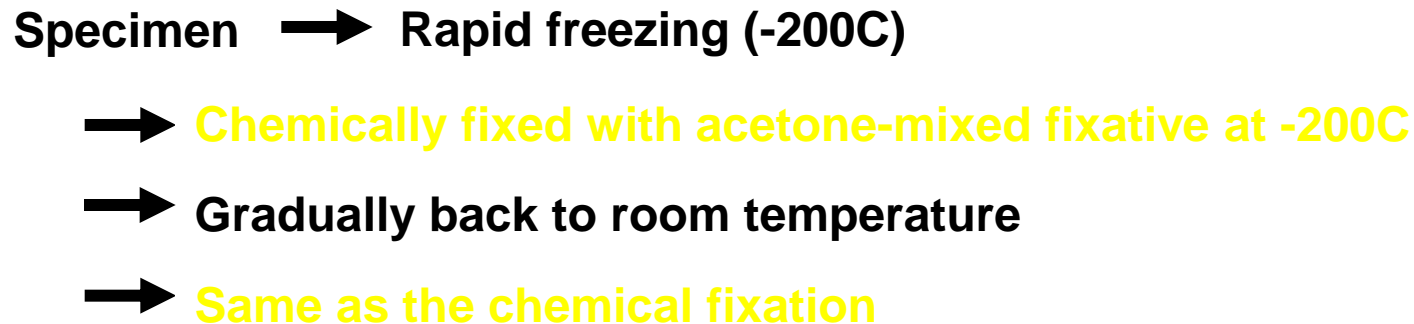 Specimen → Rapid freezing (-200C)
→ Chemically fixed with acetone-mixed fixative at -200C
→ Gradually back to room temperature
→ Same as the chemical fixation